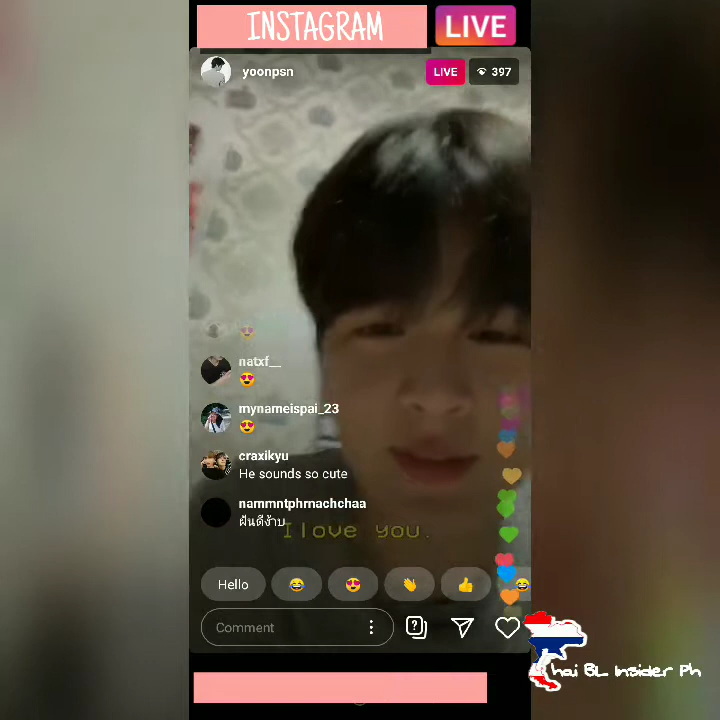 INSTAGRAM LIVE
yoonpsn
LIVE 397
natxf__
mynameispai_23
craxikyu
He sounds so cute
nammntphrnachchaa
ฝันดีง้าบ
I love you.
Hello
Comment
Thai BL Insider Ph